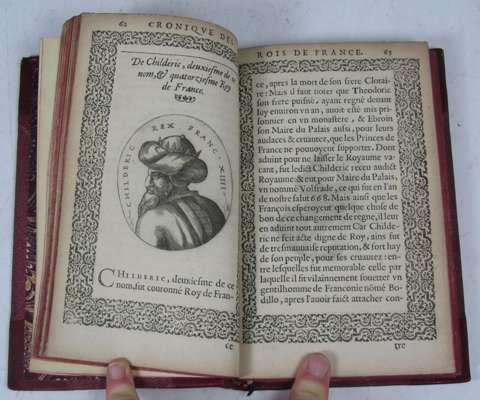 62 CRONIQVE DES
De Childeric, deuxiesme de ce
nom, & quatorziesme Roy
de France.
CHILDERIC REX FRANC. XIIII
CHILDERIC, deuxiesme de ce
nom, fut couronné Roy de Fran-
ce
ROIS DE FRANCE. 63
ce, apres la mort de son frere Clotai-
re: Mais il faut noter que Theodoric
son frere puisné, ayant regné deuant
luy enuiron vn an, auoit esté mis pri-
sonnier en vn monastere, & Ebroin
son Maire du Palais aussi, pour leurs
audaces & cruautez, que les Princes de
France ne pouuoyent supporter. Dont
aduint pour ne laisser le Royaume va-
cant, fut ledict Childeric receu audict
Royaume: & eut pour Maire du Palais,
vn nommé Volfrade, ce qui fut en l'an
de nostre salut 668. Mais ainsi que les
François esperoyent quelque chose de
bon de ce changement de regne, il leur
en aduint tout autrement Car Childe-
ric ne feit acte digne de Roy, ains fut
de tresmauuaise reputation, & fort hay
de son peuple, pour ses cruautez: entre
lesquelles fut memorable celle par
laquelle il fit vilainnement fouetter vn
gentilhomme de Franconie nōmé Bo-
dillo, apres l'auoir faict attacher con-
tre